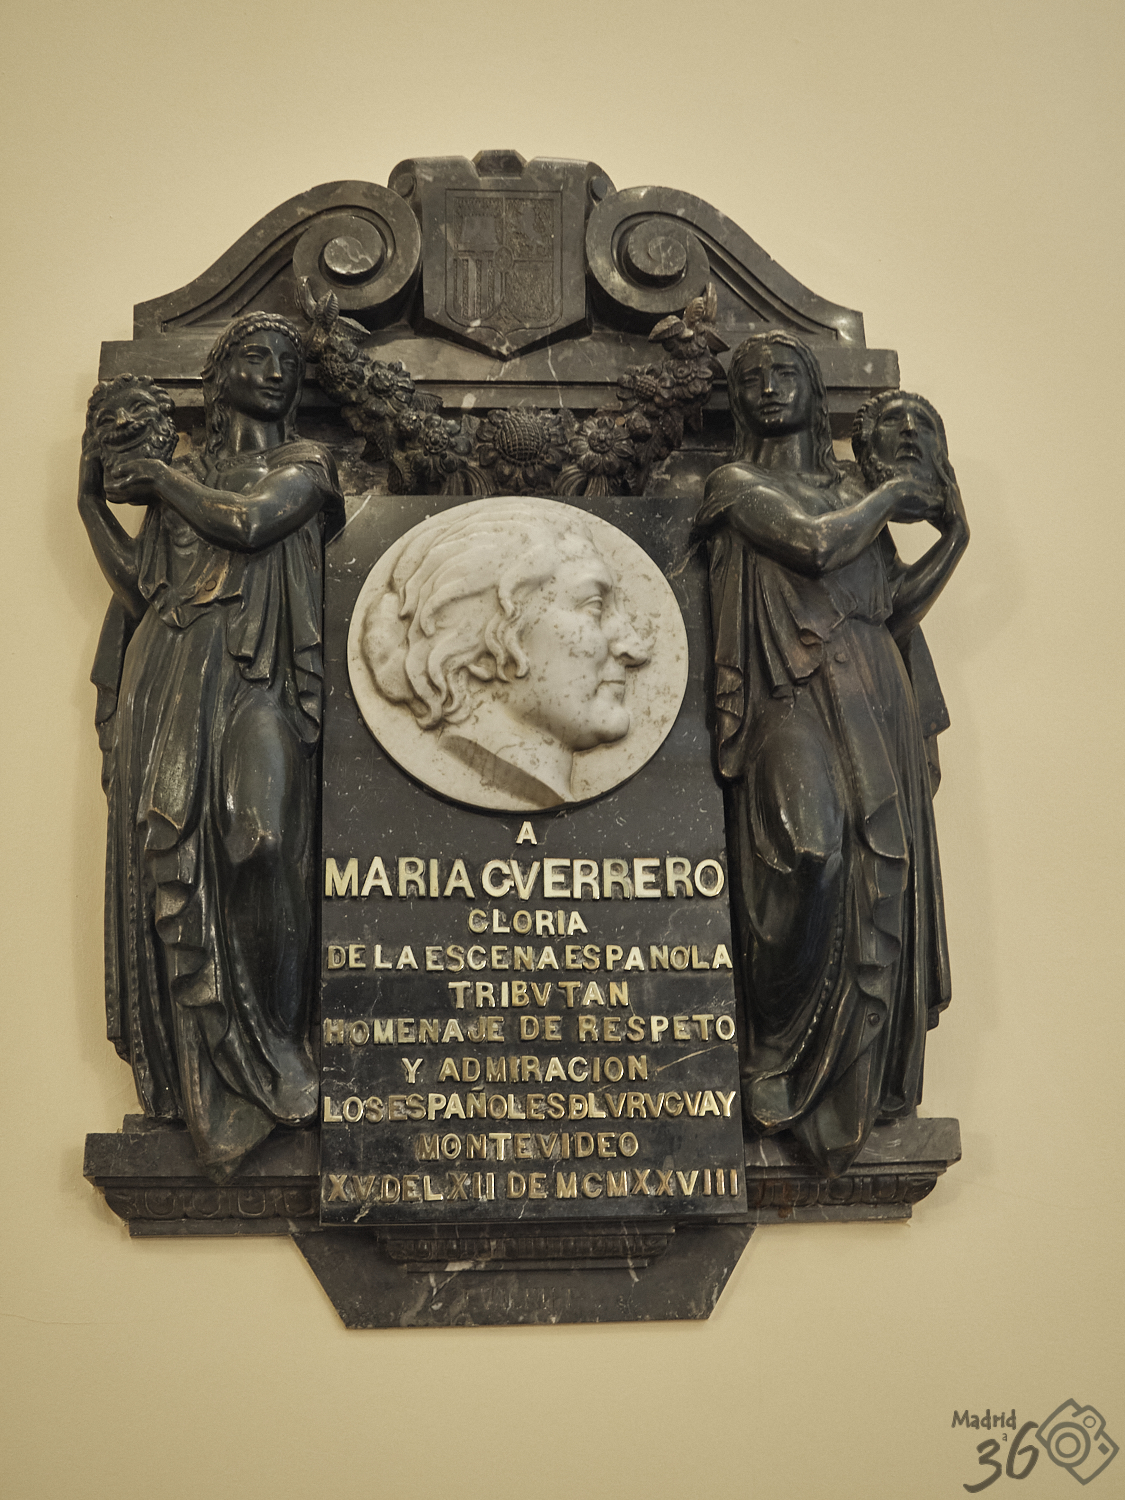 A
MARIA GVERRERO
GLORIA
DE LA ESCENA ESPAÑOLA
TRIBVTAN
HOMENAJE DE RESPETO
Y ADMIRACION
LOS ESPAÑOLES DL VRVGVAY
MONTEVIDEO
XV DEL XII DE MCMXXVIII
Madrid
a
36